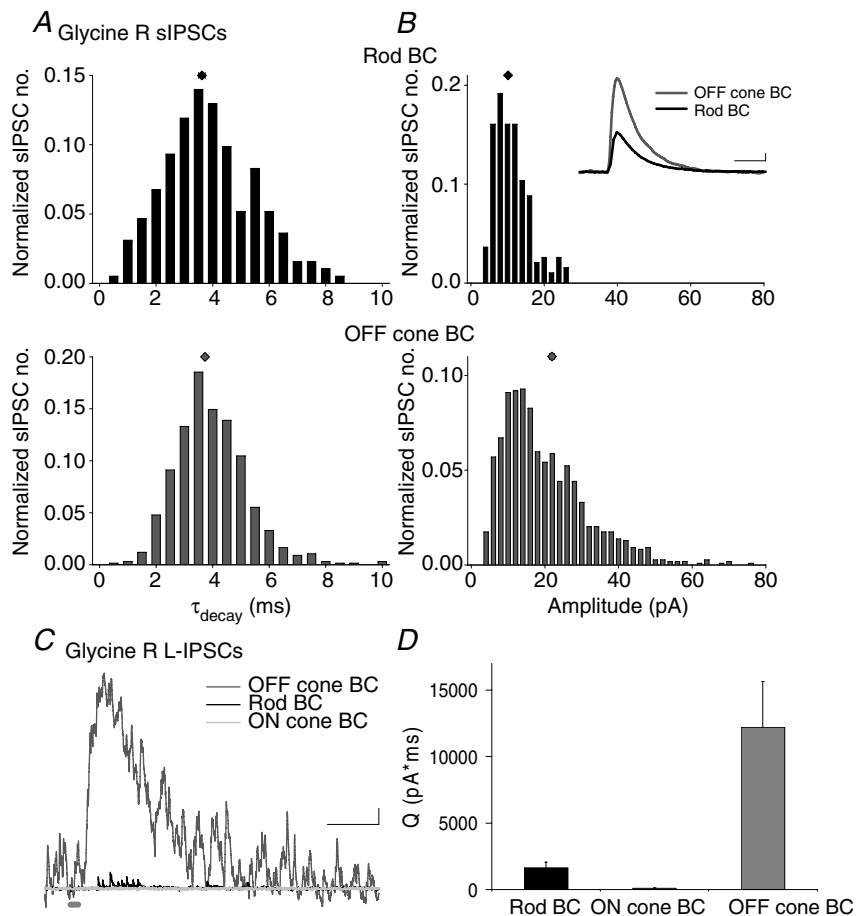 A Glycine R sIPSCs
Rod BC
B
0.15
0.10
0.05
0.00
Normalized sIPSC no.
0 2 4 6 8 10
0.2
0.1
0.0
Normalized sIPSC no.
0 20 40 60 80
OFF cone BC
Rod BC
OFF cone BC
0.20
0.15
0.10
0.05
0.00
Normalized sIPSC no.
0 2 4 6 8 10
τdecay (ms)
0.10
0.05
0.00
Normalized sIPSC no.
0 20 40 60 80
Amplitude (pA)
C Glycine R L-IPSCs
OFF cone BC
Rod BC
ON cone BC
D
15000
10000
5000
0
Q (pA*ms)
Rod BC ON cone BC OFF cone BC